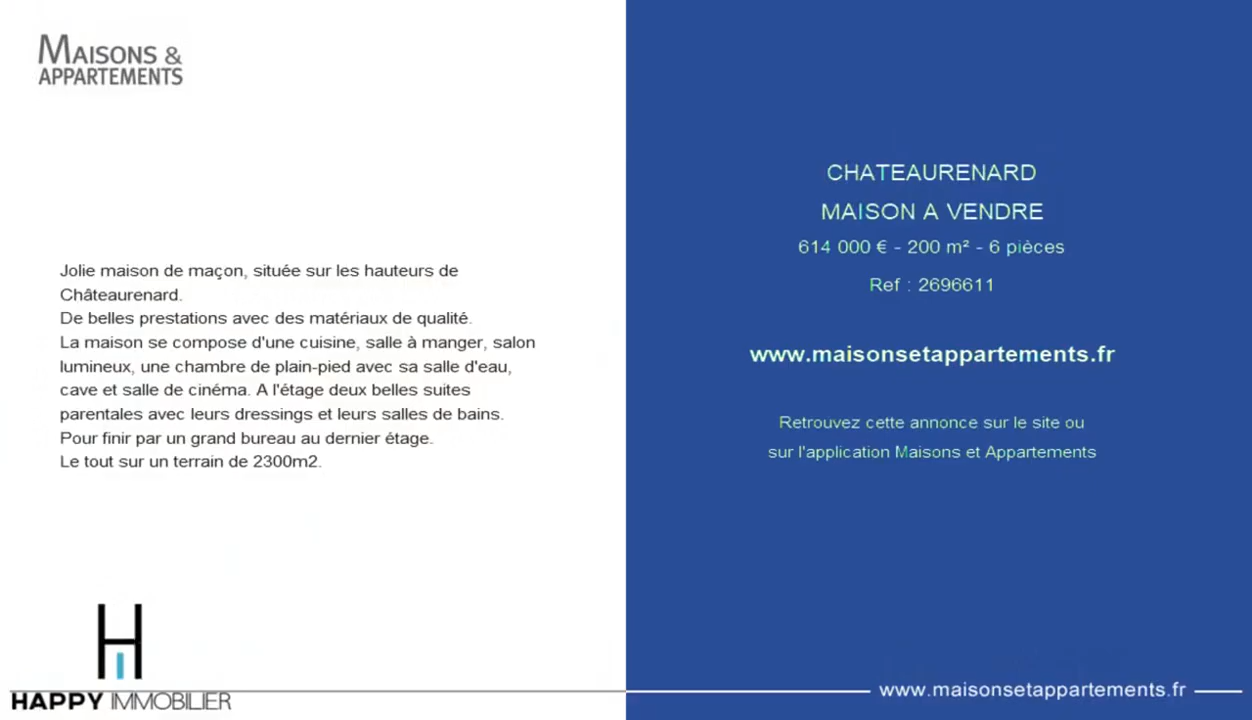 MAISONS &
APPARTEMENTS
Jolie maison de maçon, située sur les hauteurs de
Châteaurenard.
De belles prestations avec des matériaux de qualité.
La maison se compose d'une cuisine, salle à manger, salon
lumineux, une chambre de plain-pied avec sa salle d'eau,
cave et salle de cinéma. A l'étage deux belles suites
parentales avec leurs dressings et leurs salles de bains.
Pour finir par un grand bureau au dernier étage.
Le tout sur un terrain de 2300m2.
HAPPY IMMOBILIER
CHATEAURENARD
MAISON A VENDRE
614 000 € - 200 m² - 6 pièces
Ref : 2696611
www.maisonsetappartements.fr
Retrouvez cette annonce sur le site ou
sur l'application Maisons et Appartements
www.maisonsetappartements.fr